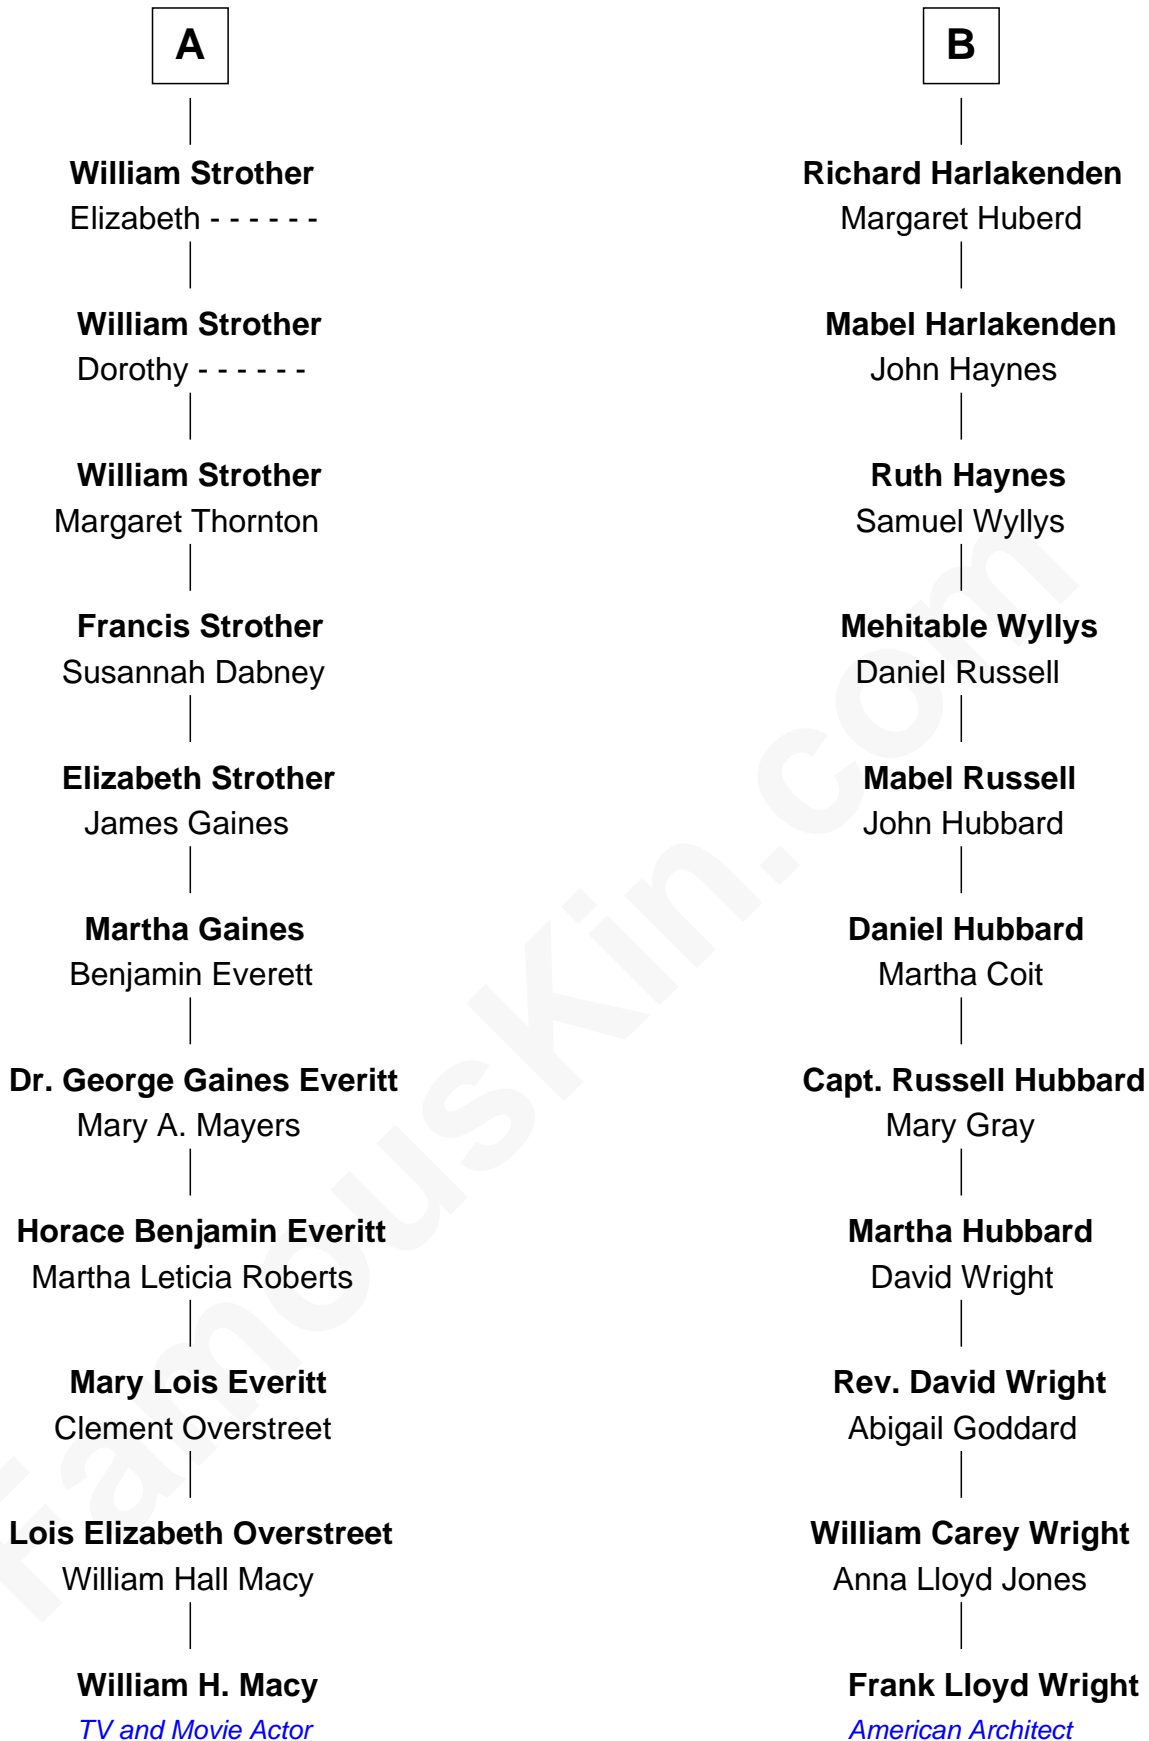 A
William Strother
Elizabeth - - - - - -
William Strother
Dorothy - - - - - -
William Strother
Margaret Thornton
Francis Strother
Susannah Dabney
Elizabeth Strother
James Gaines
Martha Gaines
Benjamin Everett
Dr. George Gaines Everitt
Mary A. Mayers
Horace Benjamin Everitt
Martha Leticia Roberts
Mary Lois Everitt
Clement Overstreet
Lois Elizabeth Overstreet
William Hall Macy
William H. Macy
TV and Movie Actor
B
Richard Harlakenden
Margaret Huberd
Mabel Harlakenden
John Haynes
Ruth Haynes
Samuel Wyllys
Mehitable Wyllys
Daniel Russell
Mabel Russell
John Hubbard
Daniel Hubbard
Martha Coit
Capt. Russell Hubbard
Mary Gray
Martha Hubbard
David Wright
Rev. David Wright
Abigail Goddard
William Carey Wright
Anna Lloyd Jones
Frank Lloyd Wright
American Architect
FamousKin.com